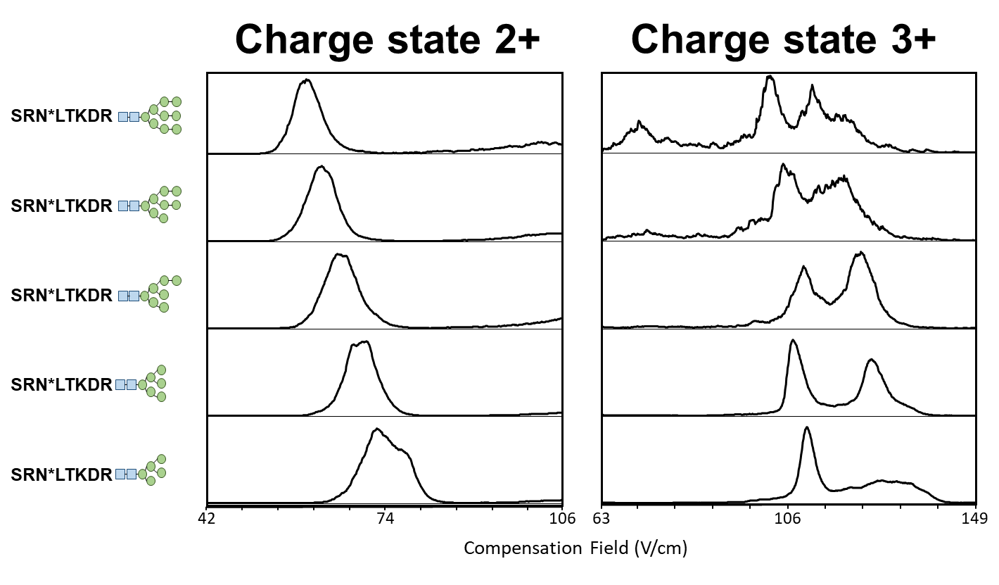 Charge state 2+ Charge state 3+
SRN*LTKDR
SRN*LTKDR
SRN*LTKDR
SRN*LTKDR
SRN*LTKDR
42 74 106 63 106 149
Compensation Field (V/cm)